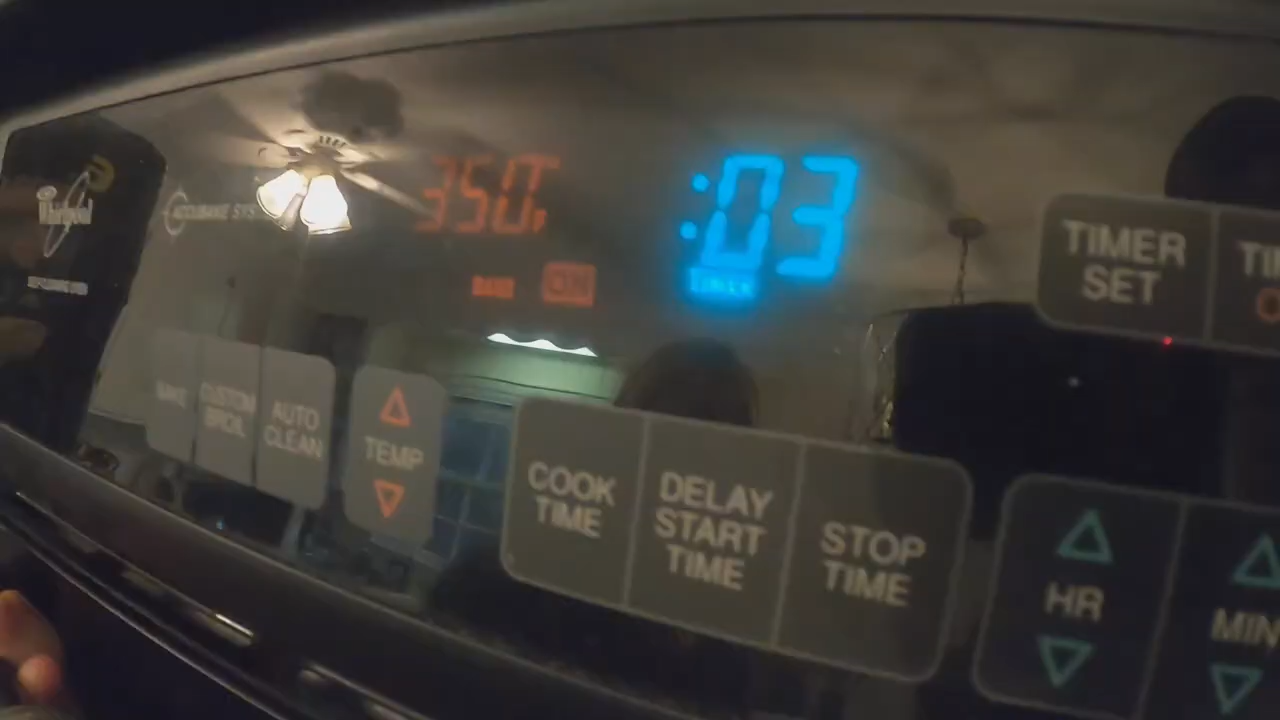 Whirlpool
ACCUBAKE SYS
350°F
:03
BAKE ON
TIMER
TIMER
SET
BAKE
CUSTOM
BROIL
AUTO
CLEAN
TEMP
COOK
TIME
DELAY
START
TIME
STOP
TIME
HR
MIN